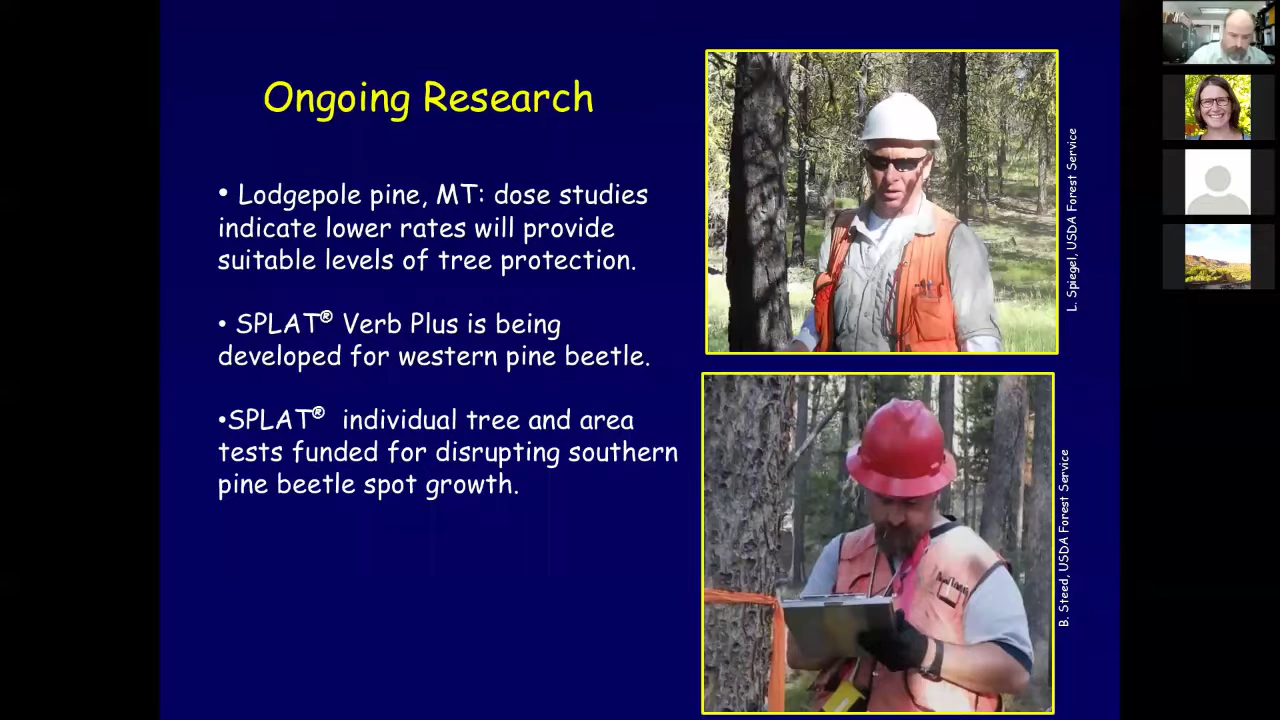 Ongoing Research
• Lodgepole pine, MT: dose studies
indicate lower rates will provide
suitable levels of tree protection.
• SPLAT® Verb Plus is being
developed for western pine beetle.
•SPLAT® individual tree and area
tests funded for disrupting southern
pine beetle spot growth.
L. Spiegel, USDA Forest Service
B. Steed, USDA Forest Service